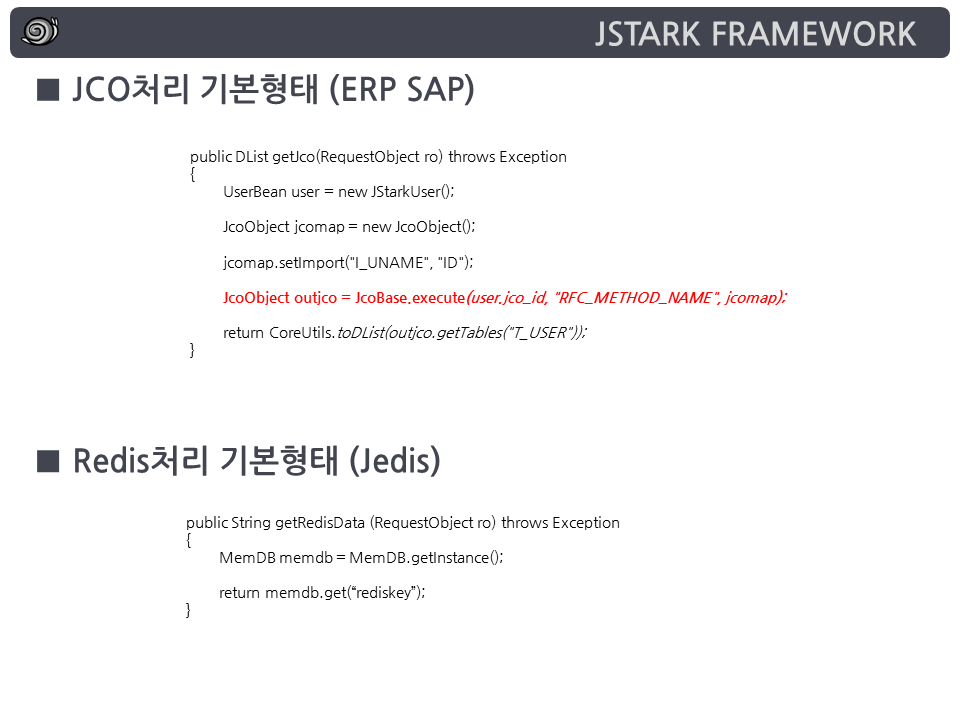 JSTARK FRAMEWORK
■ JCO처리 기본형태 (ERP SAP)
public DList getJco(RequestObject ro) throws Exception
{
UserBean user = new JStarkUser();
JcoObject jcomap = new JcoObject();
jcomap.setImport("I_UNAME", "ID");
JcoObject outjco = JcoBase.execute(user.jco_id, "RFC_METHOD_NAME", jcomap);
return CoreUtils.toDList(outjco.getTables("T_USER"));
}
■ Redis처리 기본형태 (Jedis)
public String getRedisData (RequestObject ro) throws Exception
{
MemDB memdb = MemDB.getInstance();
return memdb.get(“rediskey”);
}